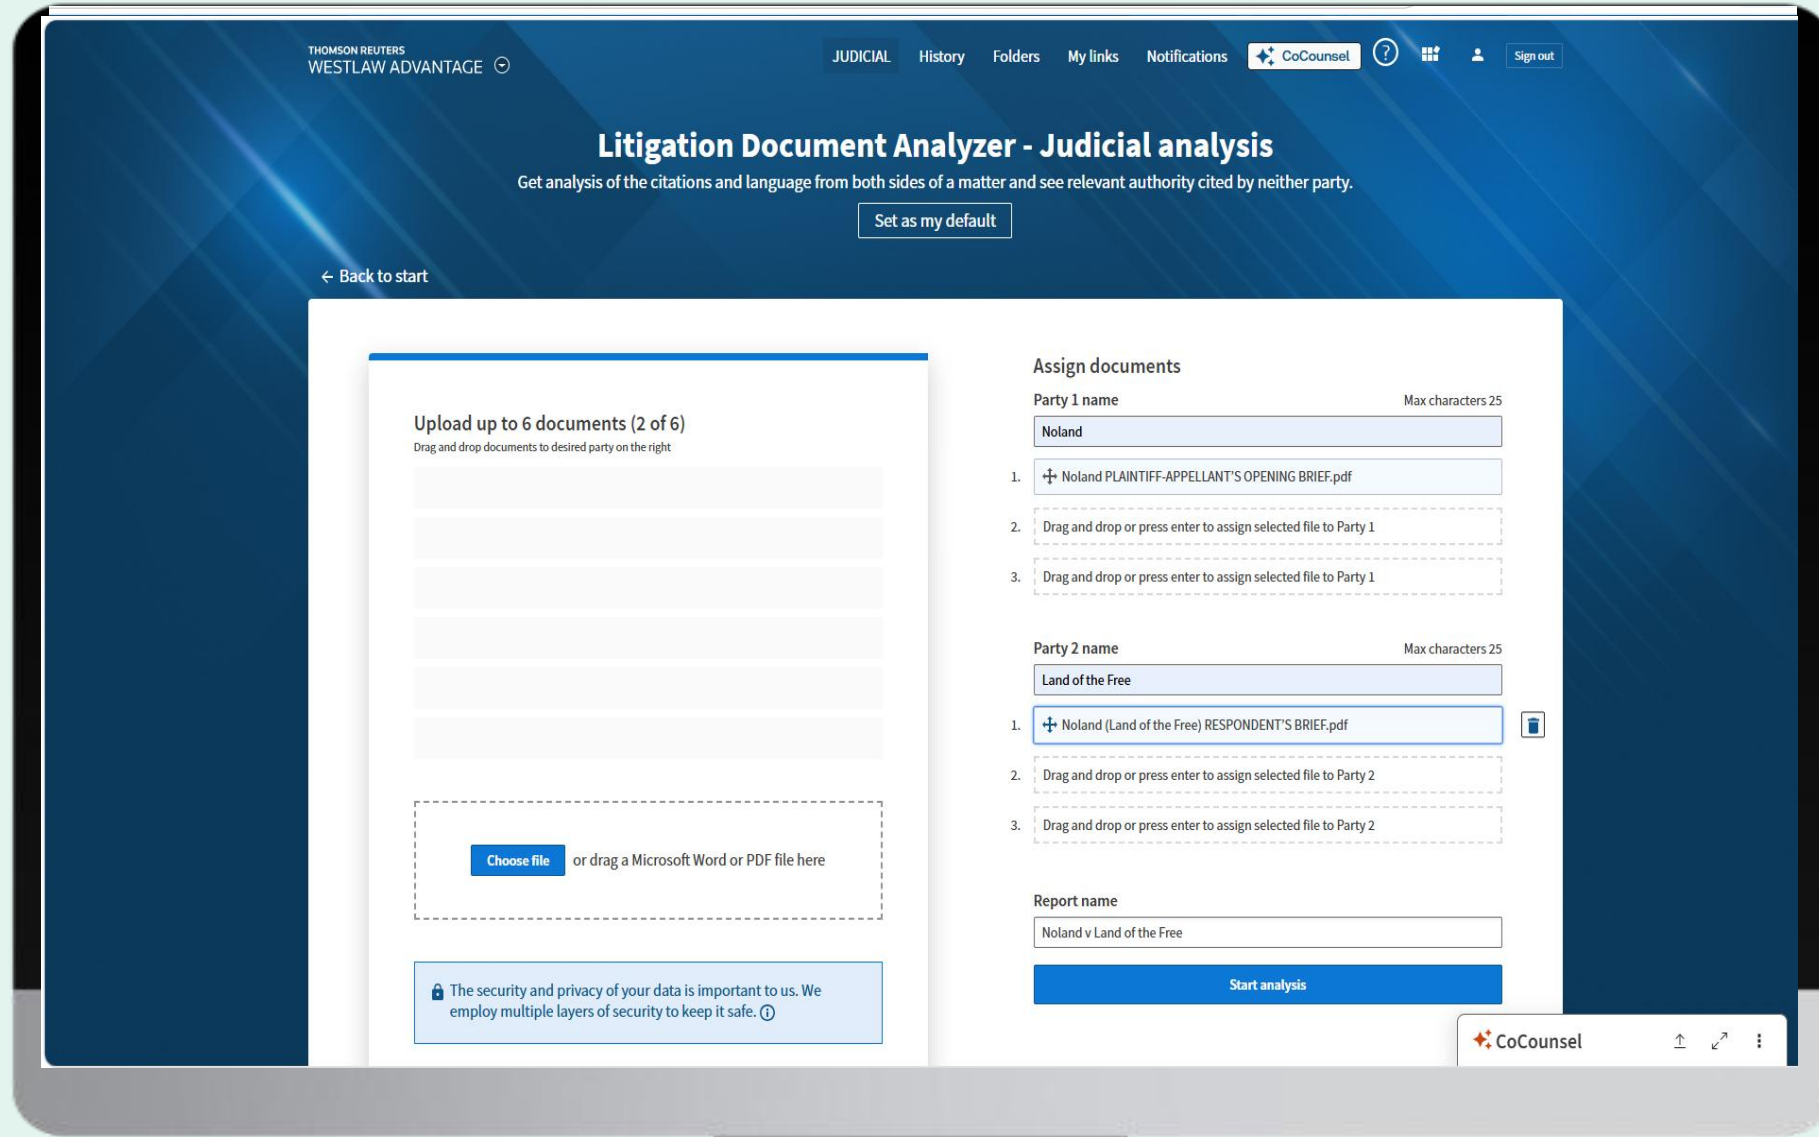 THOMSON REUTERS
WESTLAW ADVANTAGE
JUDICIAL History Folders My links Notifications CoCounsel ? Sign out
Litigation Document Analyzer - Judicial analysis
Get analysis of the citations and language from both sides of a matter and see relevant authority cited by neither party.
Set as my default
← Back to start
Upload up to 6 documents (2 of 6)
Drag and drop documents to desired party on the right
Choose file or drag a Microsoft Word or PDF file here
The security and privacy of your data is important to us. We
employ multiple layers of security to keep it safe.
Assign documents
Party 1 name Max characters 25
Noland
1. Noland PLAINTIFF-APPELLANT'S OPENING BRIEF.pdf
2. Drag and drop or press enter to assign selected file to Party 1
3. Drag and drop or press enter to assign selected file to Party 1
Party 2 name Max characters 25
Land of the Free
1. Noland (Land of the Free) RESPONDENT'S BRIEF.pdf
2. Drag and drop or press enter to assign selected file to Party 2
3. Drag and drop or press enter to assign selected file to Party 2
Report name
Noland v Land of the Free
Start analysis
CoCounsel